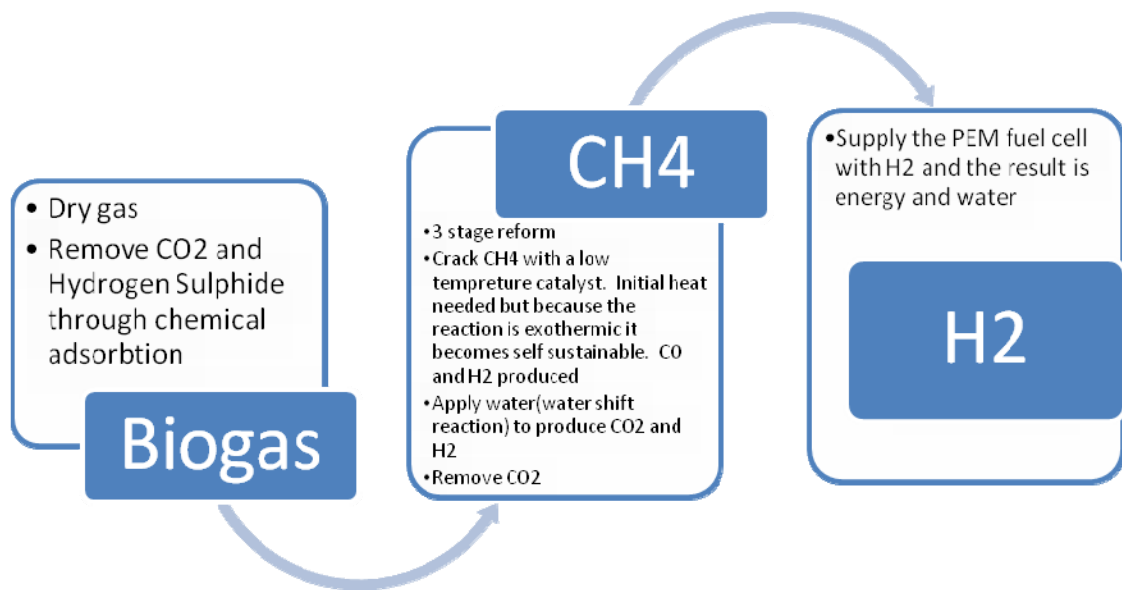 • Dry gas
• Remove CO2 and
Hydrogen Sulphide
through chemical
adsorbtion
Biogas
CH4
•3 stage reform
•Crack CH4 with a low
tempreture catalyst. Initial heat
needed but because the
reaction is exothermic it
becomes self sustainable. CO
and H2 produced
•Apply water(water shift
reaction) to produce CO2 and
H2
•Remove CO2
•Supply the PEM fuel cell
with H2 and the result is
energy and water
H2